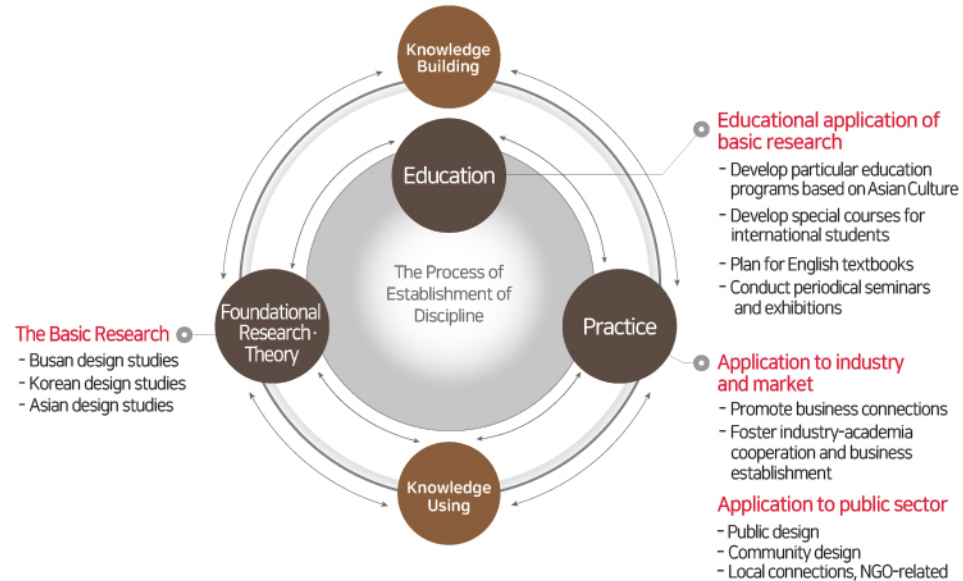 Knowledge
Building
Education
The Process of
Establishment of
Discipline
Foundational
Research·
Theory
Practice
Knowledge
Using
The Basic Research
- Busan design studies
- Korean design studies
- Asian design studies
Educational application of
basic research
- Develop particular education
programs based on Asian Culture
- Develop special courses for
international students
- Plan for English textbooks
- Conduct periodical seminars
and exhibitions
Application to industry
and market
- Promote business connections
- Foster industry-academia
cooperation and business
establishment
Application to public sector
- Public design
- Community design
- Local connections, NGO-related